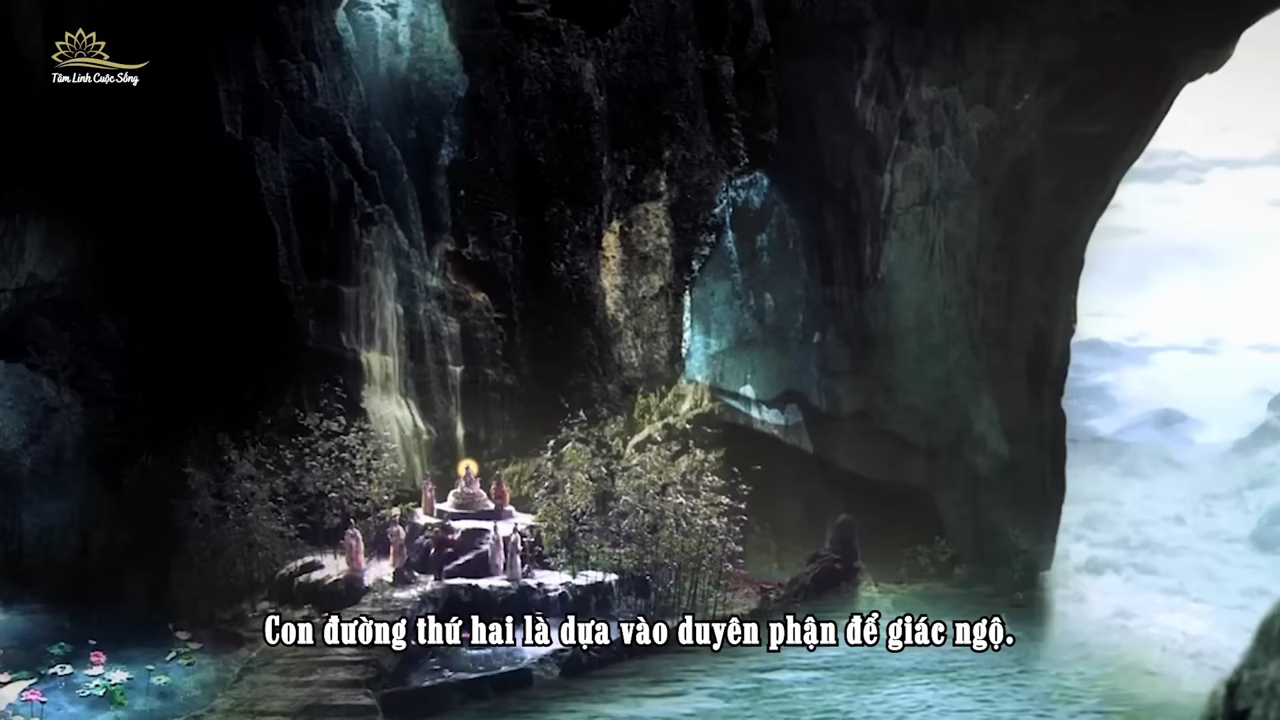 Tâm Linh Cuộc Sống
Con đường thứ hai là dựa vào duyên phận để giác ngộ.